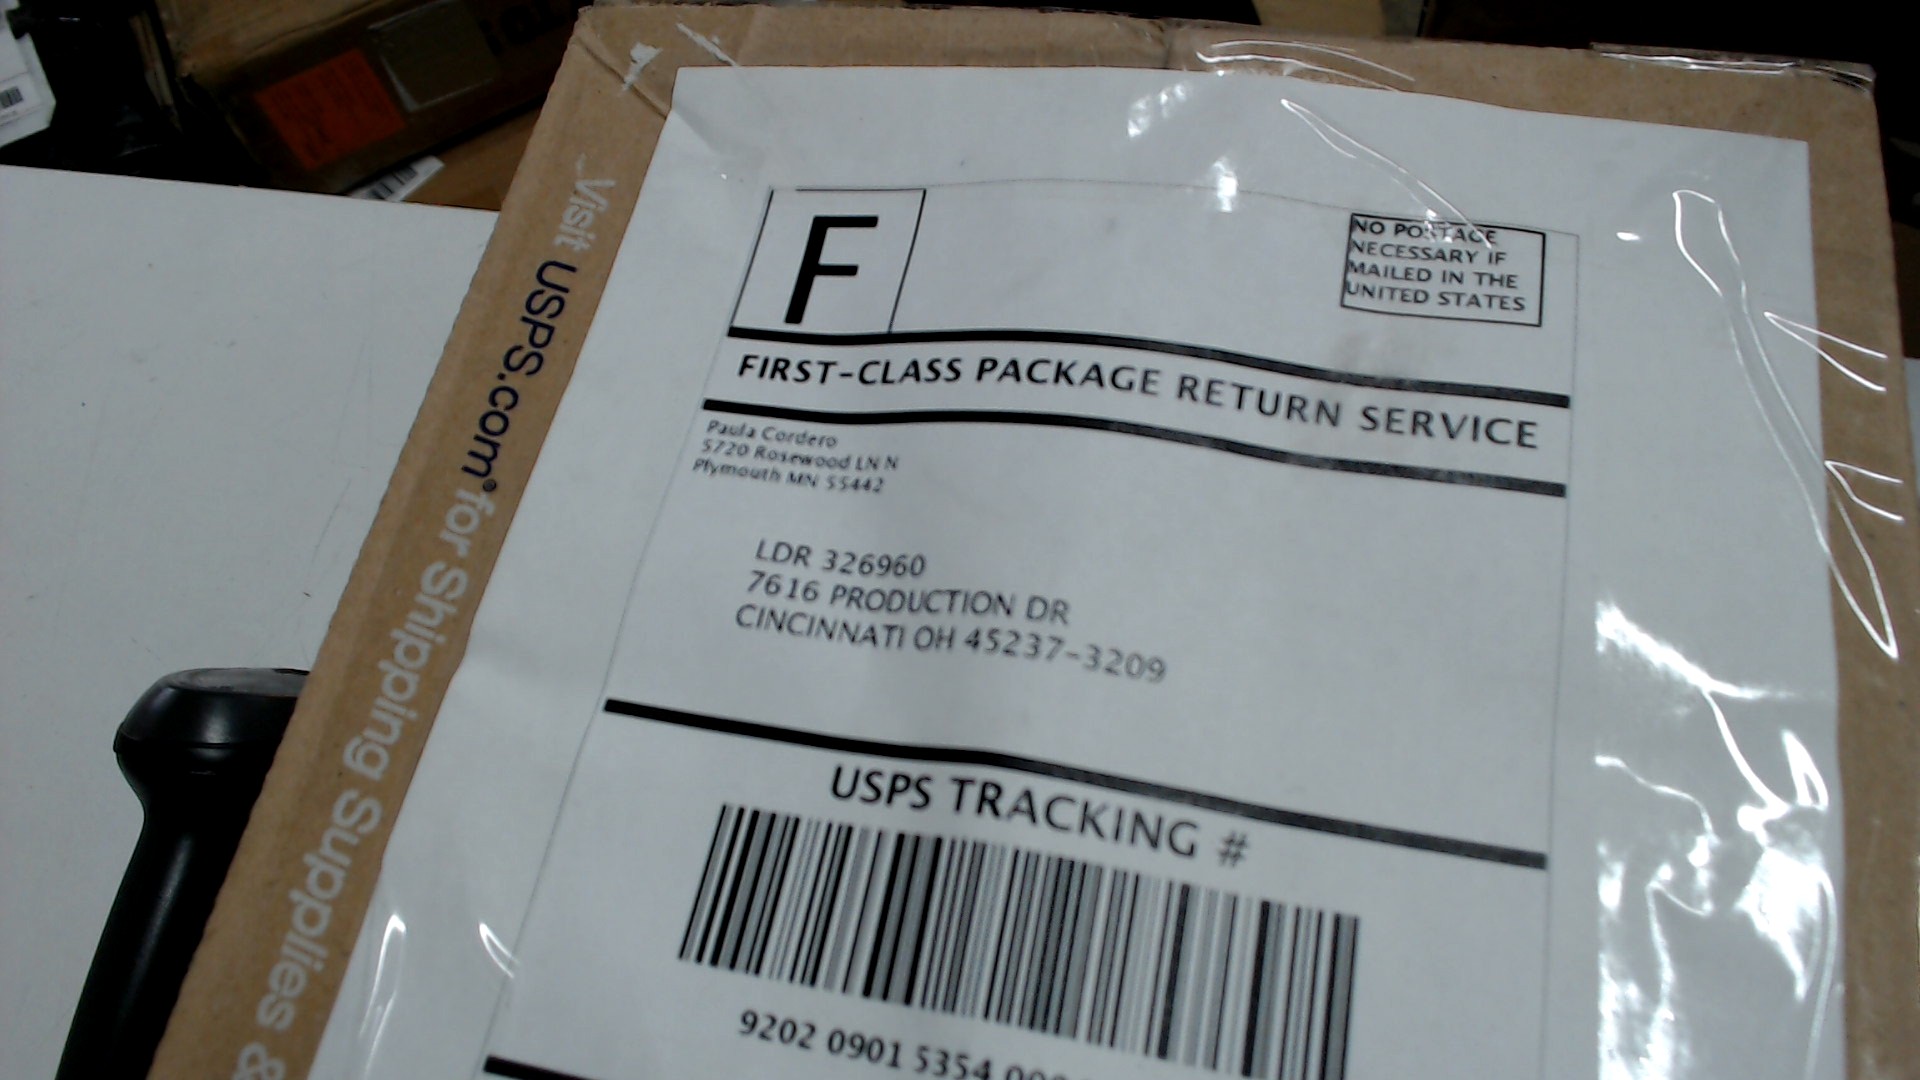 Visit USPS.com® for Shipping Supplies &
F
NO POSTAGE
NECESSARY IF
MAILED IN THE
UNITED STATES
FIRST-CLASS PACKAGE RETURN SERVICE
Paula Cordero
5720 Rosewood LN N
Plymouth MN 55442
LDR 326960
7616 PRODUCTION DR
CINCINNATI OH 45237-3209
USPS TRACKING #
9202 0901 5354